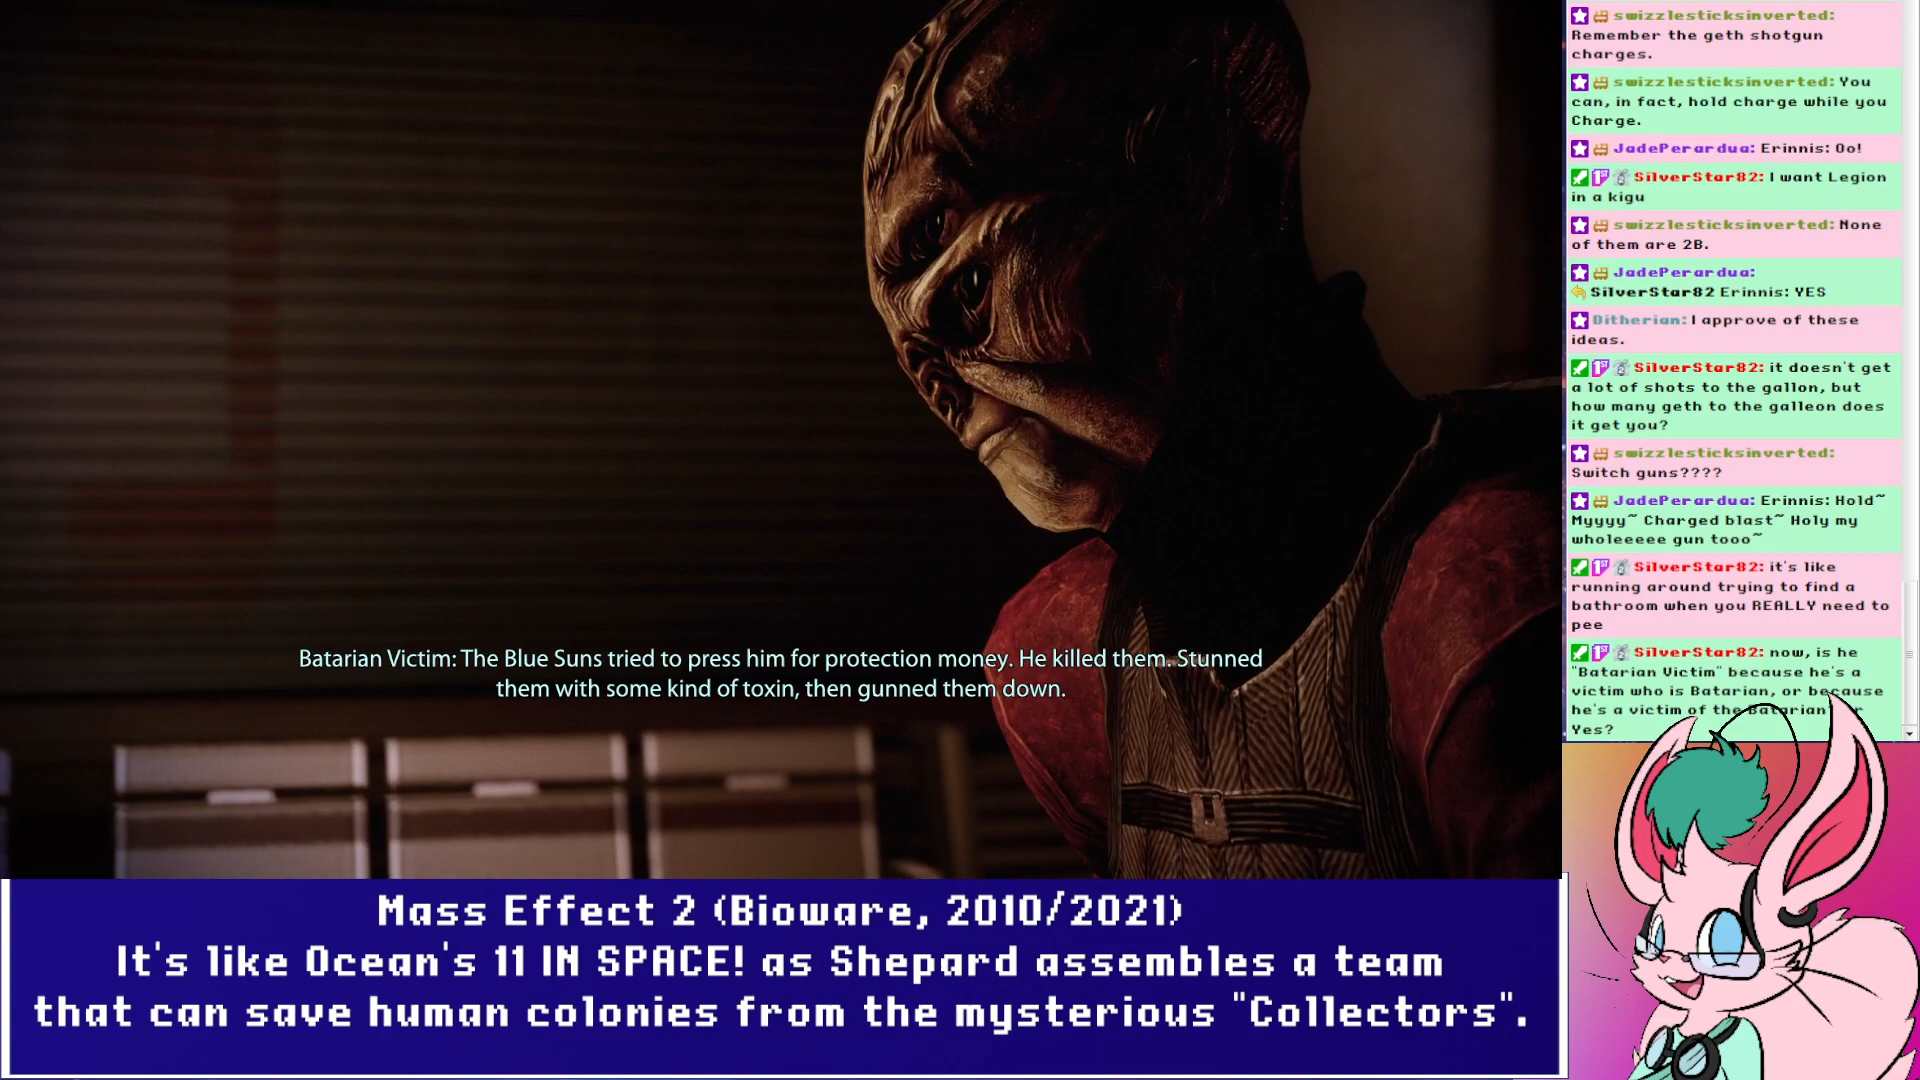 Batarian Victim: The Blue Suns tried to press him for protection money. He killed them. Stunned
them with some kind of toxin, then gunned them down.
Mass Effect 2 (Bioware, 2010/2021)
It's like Ocean's 11 IN SPACE! as Shepard assembles a team
that can save human colonies from the mysterious "Collectors".
swizzlesticksinverted:
Remember the geth shotgun
charges.
swizzlesticksinverted: You
can, in fact, hold charge while you
Charge.
JadePerardua: Erinnis: Oo!
1ST SilverStar82: I want Legion
in a kigu
swizzlesticksinverted: None
of them are 2B.
JadePerardua:
SilverStar82 Erinnis: YES
Ditherian: I approve of these
ideas.
1ST SilverStar82: it doesn't get
a lot of shots to the gallon, but
how many geth to the galleon does
it get you?
swizzlesticksinverted:
Switch guns????
JadePerardua: Erinnis: Hold~
Myyyy~ Charged blast~ Holy my
wholeeeee gun tooo~
1ST SilverStar82: it's like
running around trying to find a
bathroom when you REALLY need to
pee
1ST SilverStar82: now, is he
"Batarian Victim" because he's a
victim who is Batarian, or because
he's a victim of the Batarian
Yes?